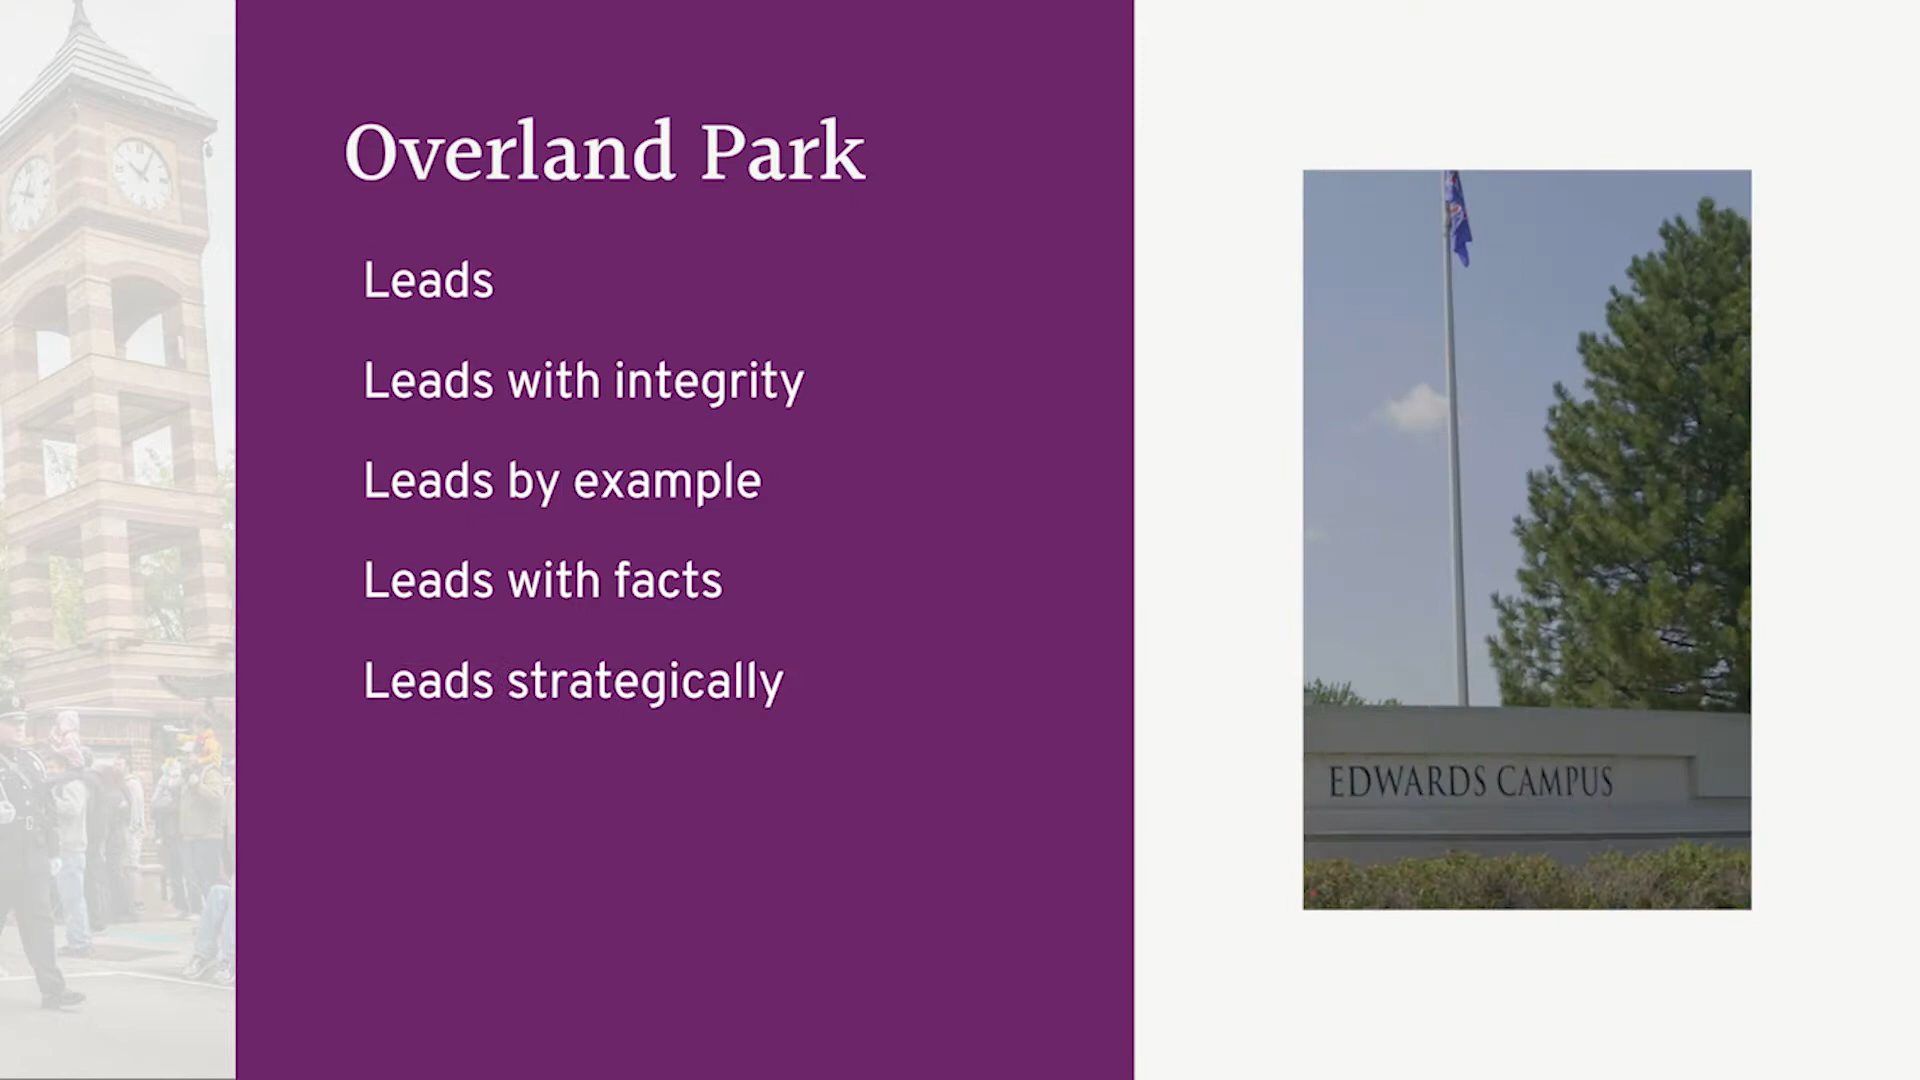 Overland Park
Leads
Leads with integrity
Leads by example
Leads with facts
Leads strategically
EDWARDS CAMPUS